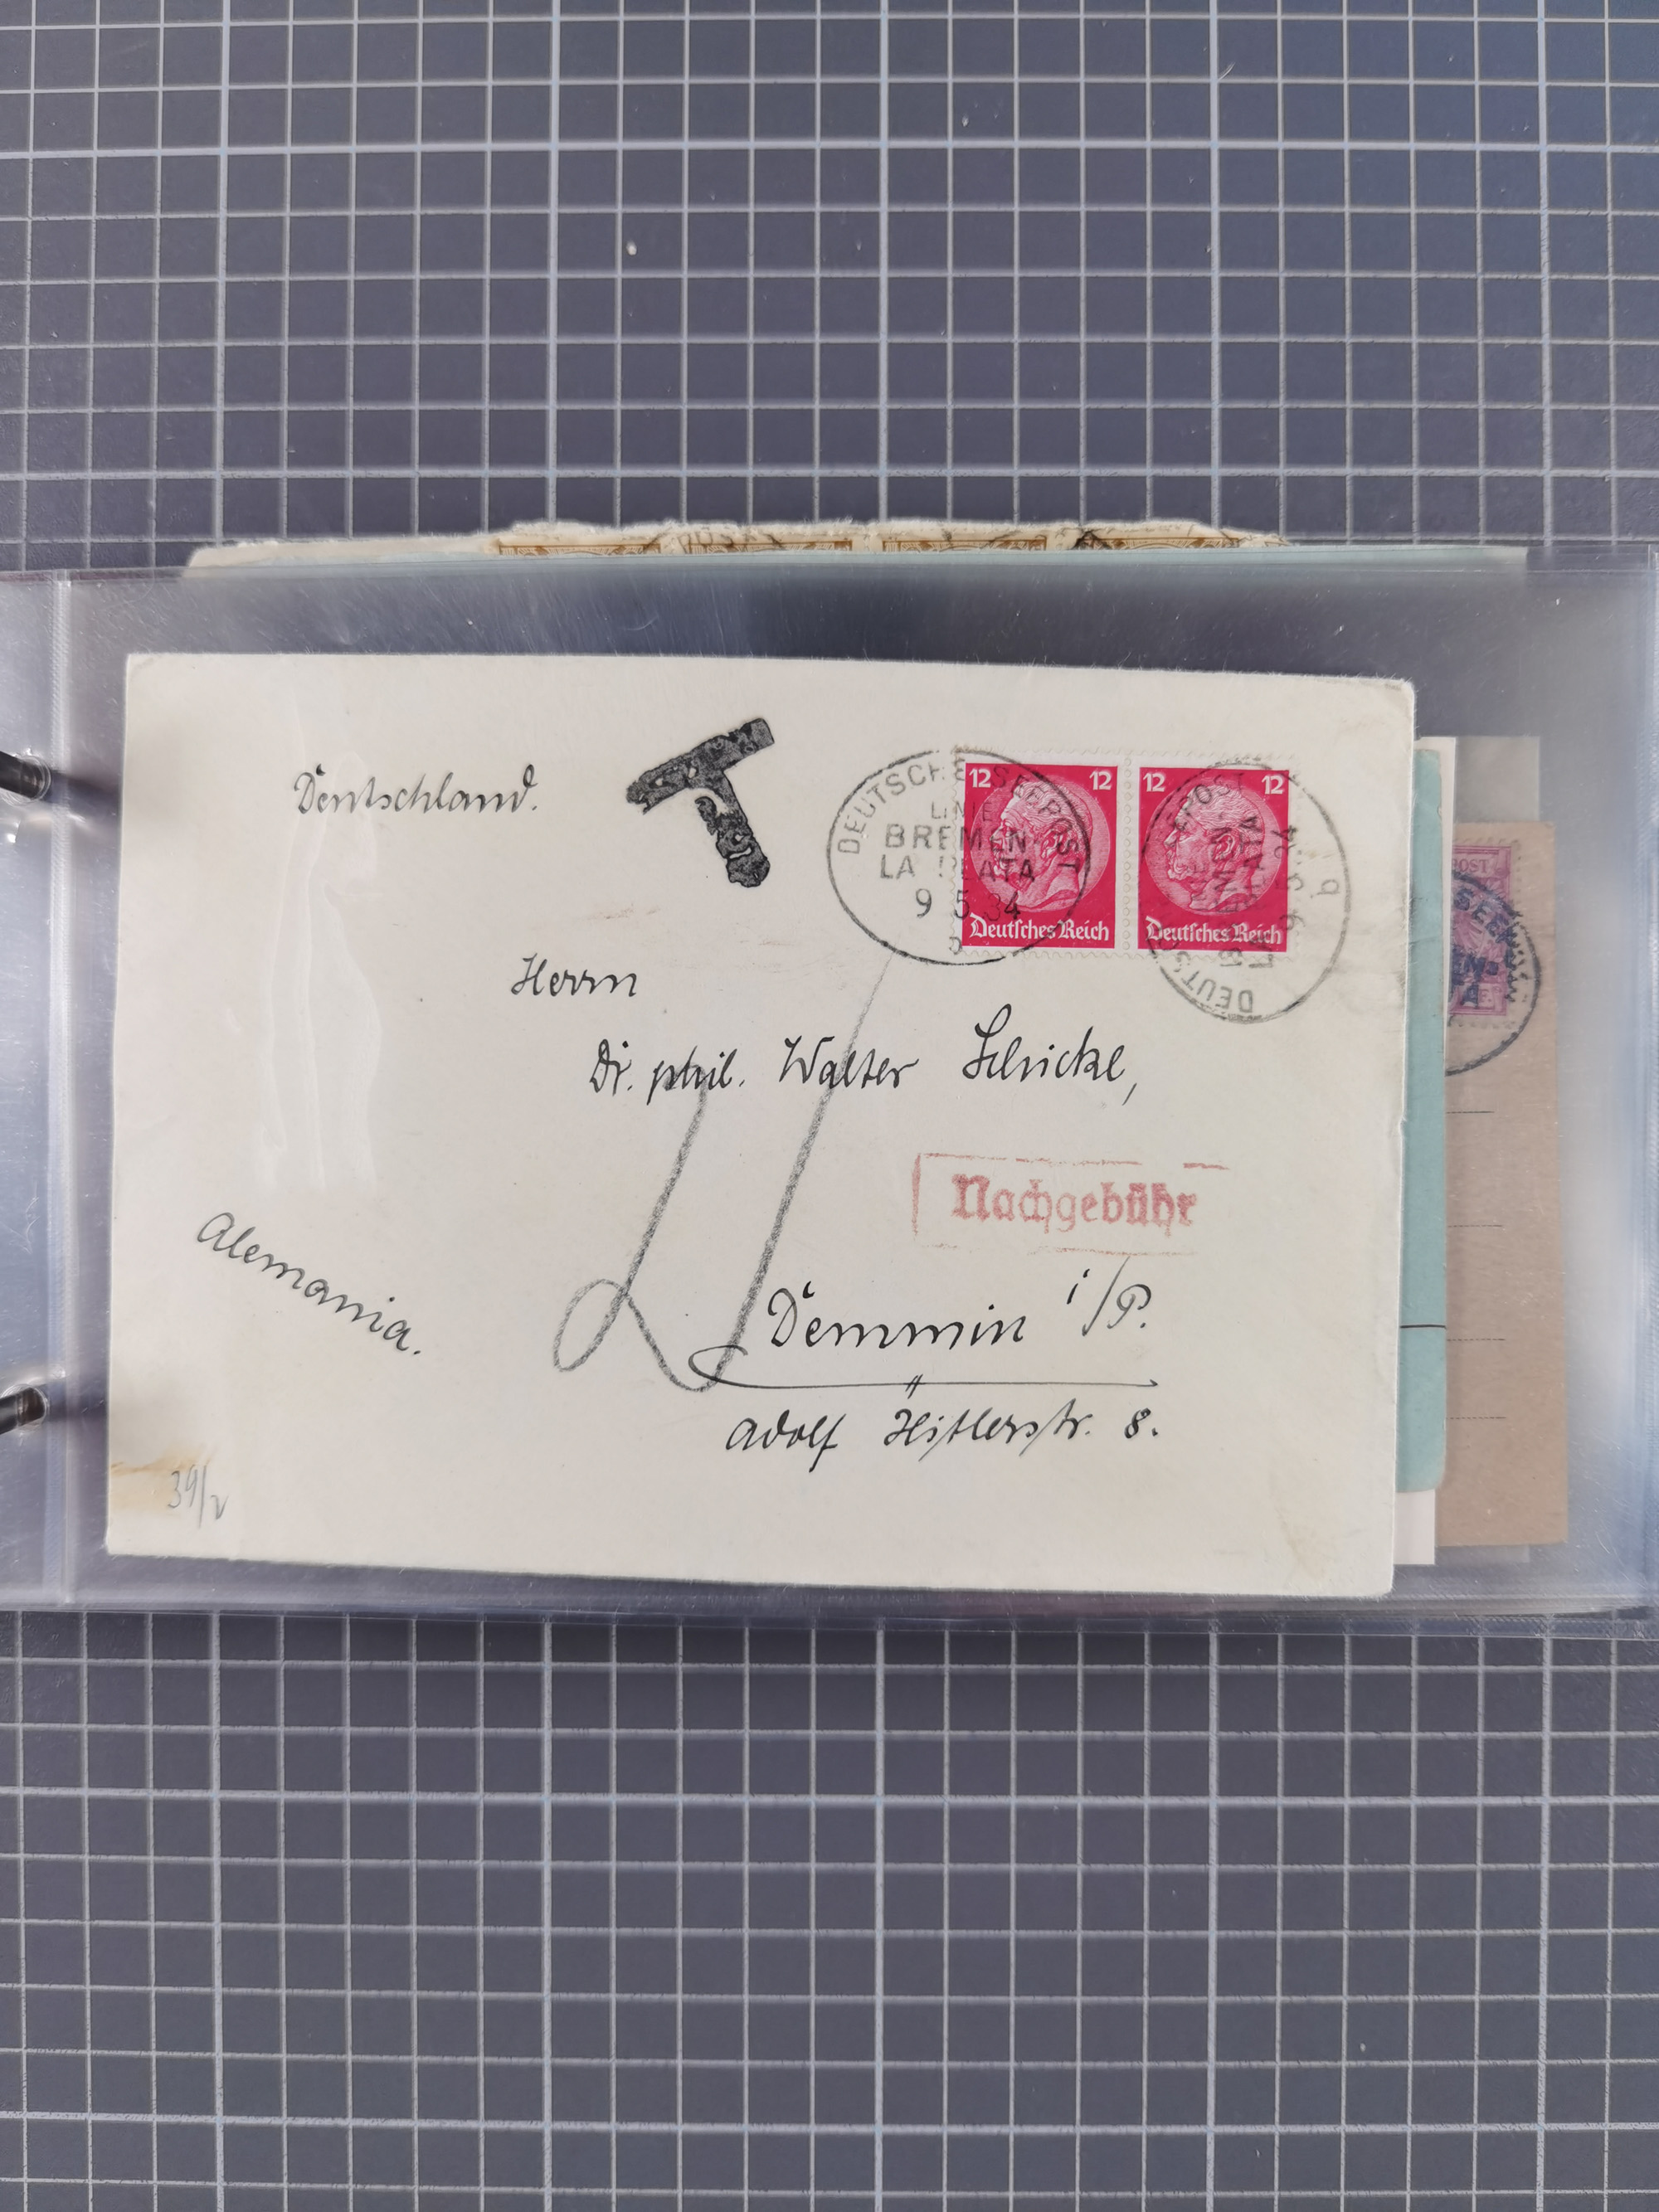 Deutschland.
T
DEUTSCHE SEEPOST
LINIE
BREMEN
LA PLATA
9 5 34
12 12
Deutsches Reich
12 12
Deutsches Reich
Herrn
Dr. phil. Walter Schicke,
Nachgebühr
Alemania.
Demmin i/P.
Adolf Hitlerstr. 8.
39/2